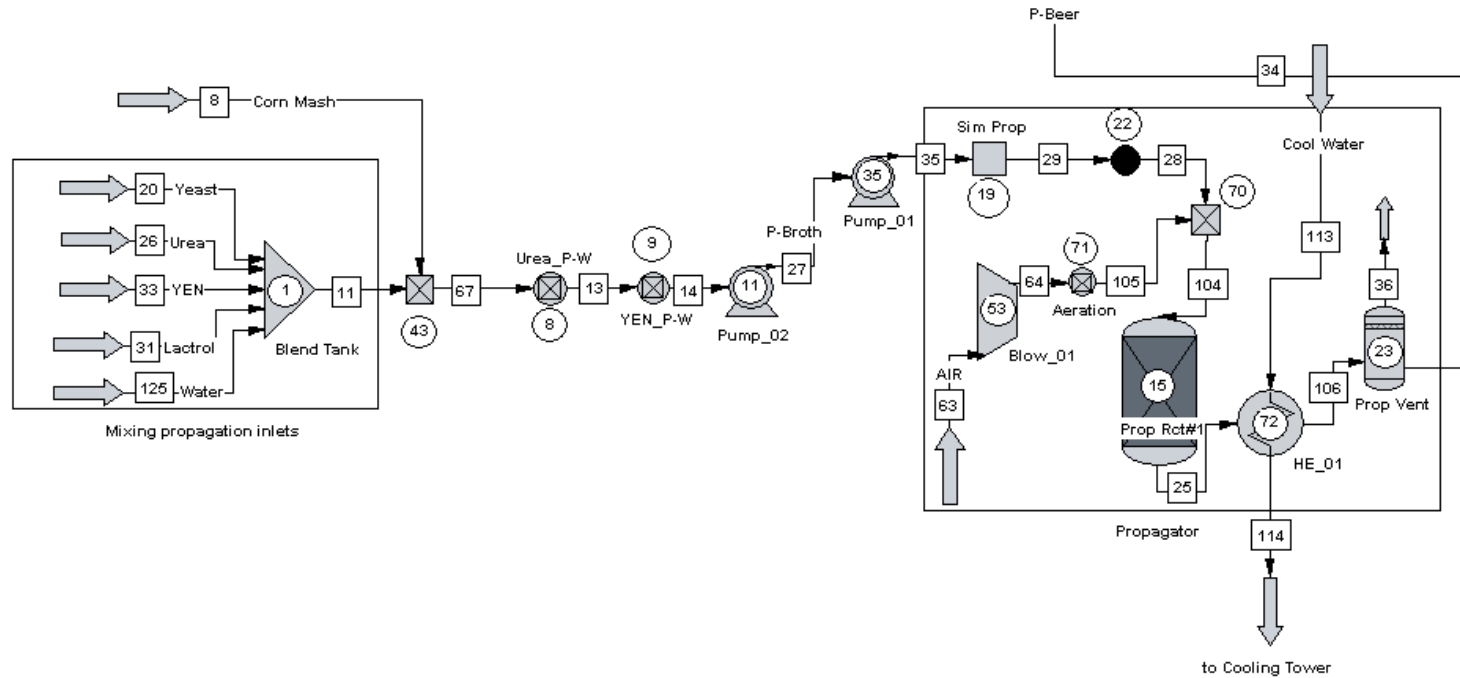 P-Beer
34
8
Corn Mash
Sim Prop
22
Cool Water
35
29
28
20
Yeast
35
19
70
Pump_01
26
Urea
9
P-Broth
71
113
Urea_P-W
27
64
105
104
36
33
YEN
1
11
67
13
14
11
53
Aeration
8
YEN_P-W
43
Pump_02
31
Lactrol
Blend Tank
Blow_01
23
125
Water
AIR
15
106
Prop Vent
63
Mixing propagation inlets
Prop Rct#1
72
HE_01
25
Propagator
114
to Cooling Tower